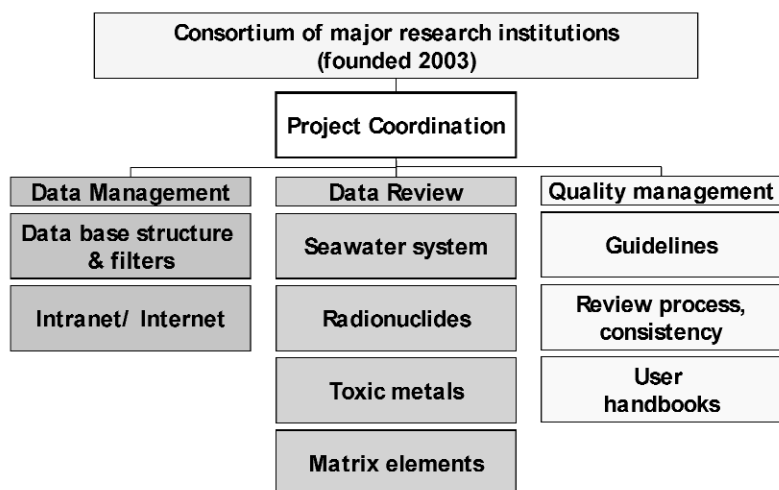 Consortium of major research institutions
(founded 2003)
Project Coordination
Data Management
Data base structure
& filters
Intranet/ Internet
Data Review
Seawater system
Radionuclides
Toxic metals
Matrix elements
Quality management
Guidelines
Review process,
consistency
User
handbooks